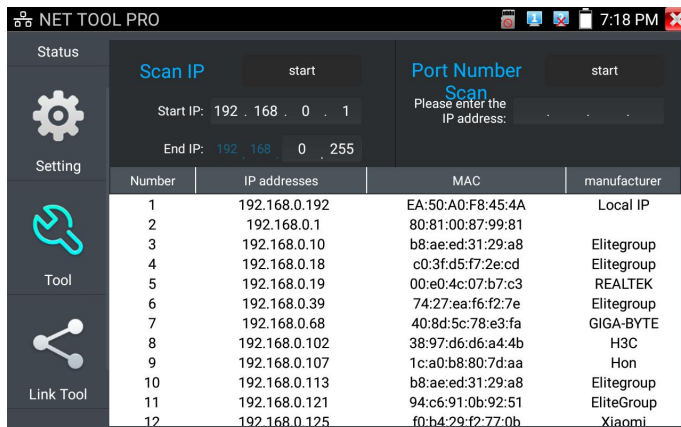 NET TOOL PRO 7:18 PM
Status
Setting
Tool
Link Tool
Scan IP start
Start IP: 192 . 168 . 0 . 1
End IP: 192 . 168 . 0 . 255
Port Number Scan start
Please enter the IP address: . . .
Number IP addresses MAC manufacturer
1 192.168.0.192 EA:50:A0:F8:45:4A Local IP
2 192.168.0.1 80:81:00:87:99:81
3 192.168.0.10 b8:ae:ed:31:29:a8 Elitegroup
4 192.168.0.18 c0:3f:d5:f7:2e:cd Elitegroup
5 192.168.0.19 00:e0:4c:07:b7:c3 REALTEK
6 192.168.0.39 74:27:ea:f6:f2:7e Elitegroup
7 192.168.0.68 40:8d:5c:78:e3:fa GIGA-BYTE
8 192.168.0.102 38:97:d6:d6:a4:4b H3C
9 192.168.0.107 1c:a0:b8:80:7d:aa Hon
10 192.168.0.113 b8:ae:ed:31:29:a8 Elitegroup
11 192.168.0.121 94:c6:91:0b:92:51 EliteGroup
12 192.168.0.125 f0:b4:29:f2:77:0b Xiaomi